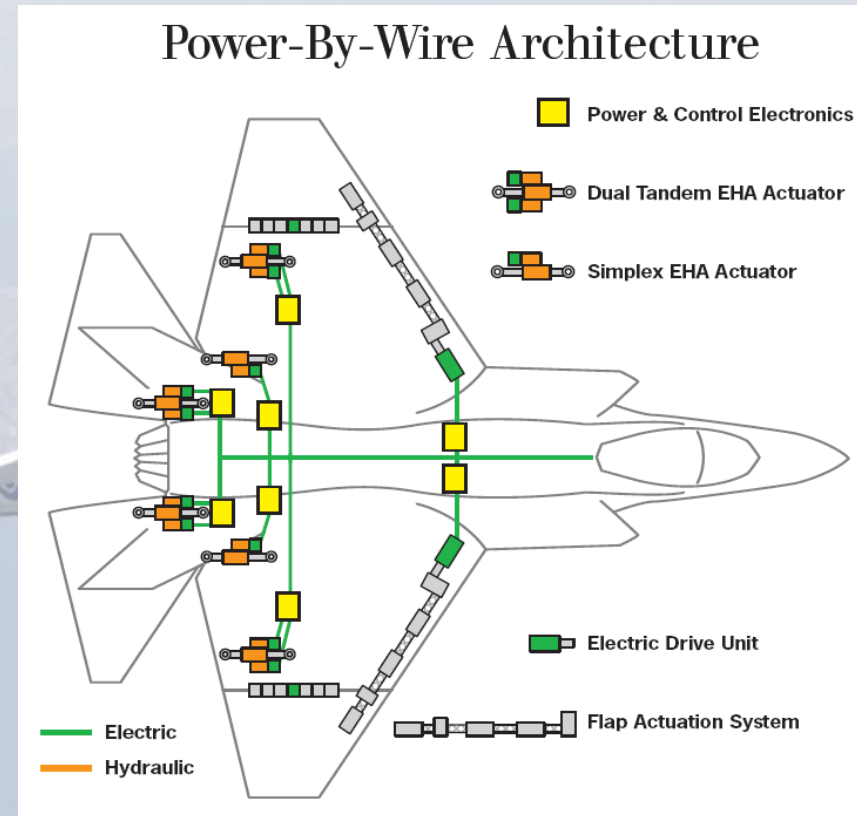 Power-By-Wire Architecture
Power & Control Electronics
Dual Tandem EHA Actuator
Simplex EHA Actuator
Electric Drive Unit
Flap Actuation System
Electric
Hydraulic